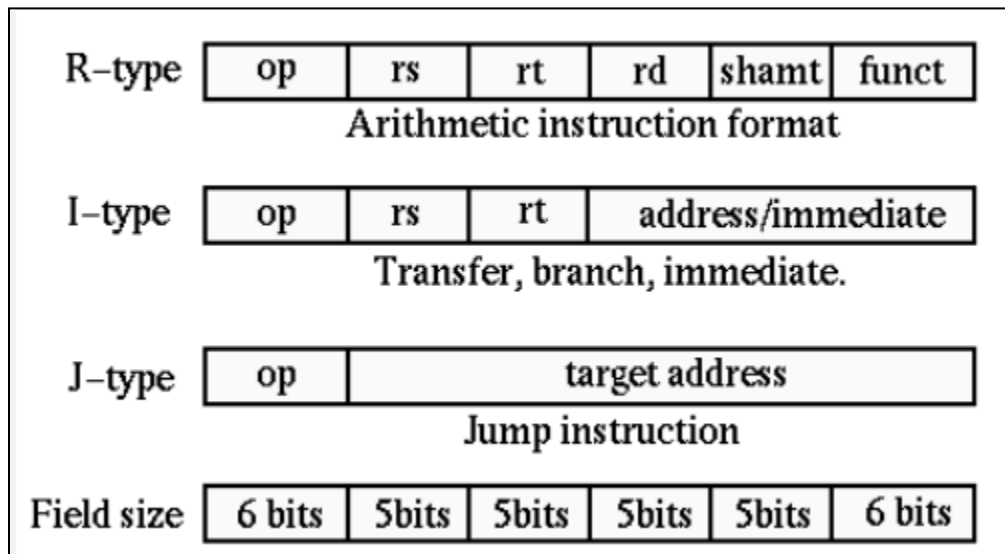 R-type op rs rt rd shamt funct
Arithmetic instruction format
I-type op rs rt address/immediate
Transfer, branch, immediate.
J-type op target address
Jump instruction
Field size 6 bits 5bits 5bits 5bits 5bits 6 bits